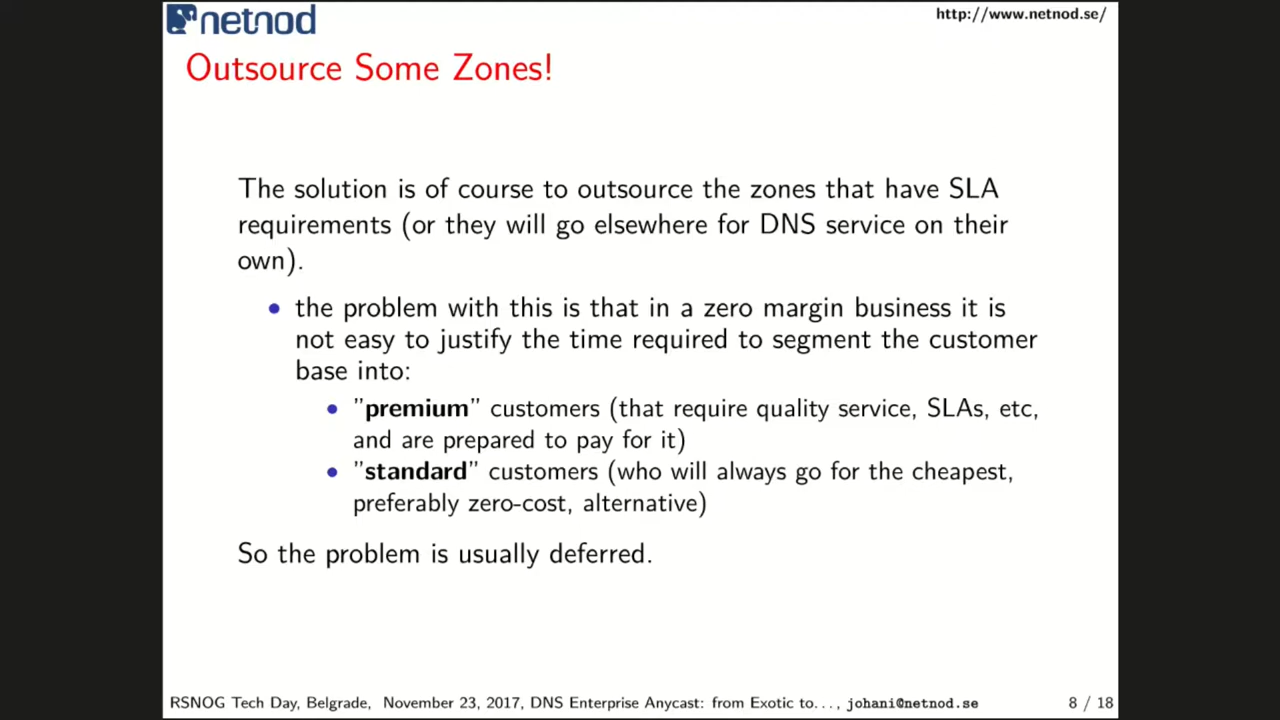 netnod
http://www.netnod.se/
Outsource Some Zones!
The solution is of course to outsource the zones that have SLA
requirements (or they will go elsewhere for DNS service on their
own).
• the problem with this is that in a zero margin business it is
not easy to justify the time required to segment the customer
base into:
• ”premium” customers (that require quality service, SLAs, etc,
and are prepared to pay for it)
• ”standard” customers (who will always go for the cheapest,
preferably zero-cost, alternative)
So the problem is usually deferred.
RSNOG Tech Day, Belgrade, November 23, 2017, DNS Enterprise Anycast: from Exotic to..., johani@netnod.se 8 / 18